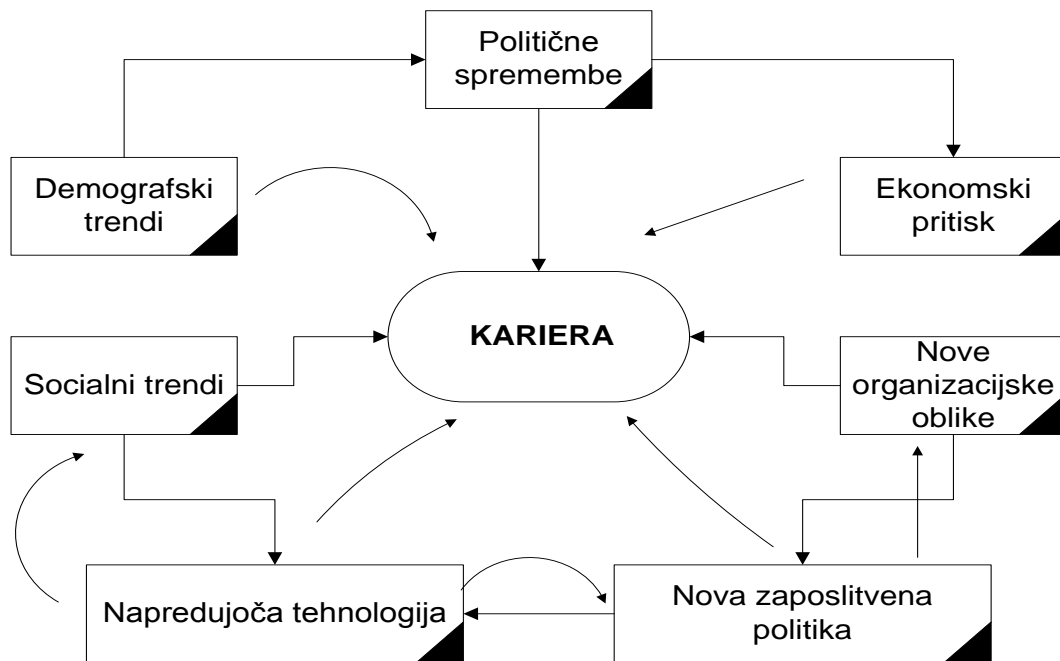 Politične
spremembe
Demografski
trendi
Ekonomski
pritisk
KARIERA
Socialni trendi
Nove
organizacijske
oblike
Napredujoča tehnologija
Nova zaposlitvena
politika